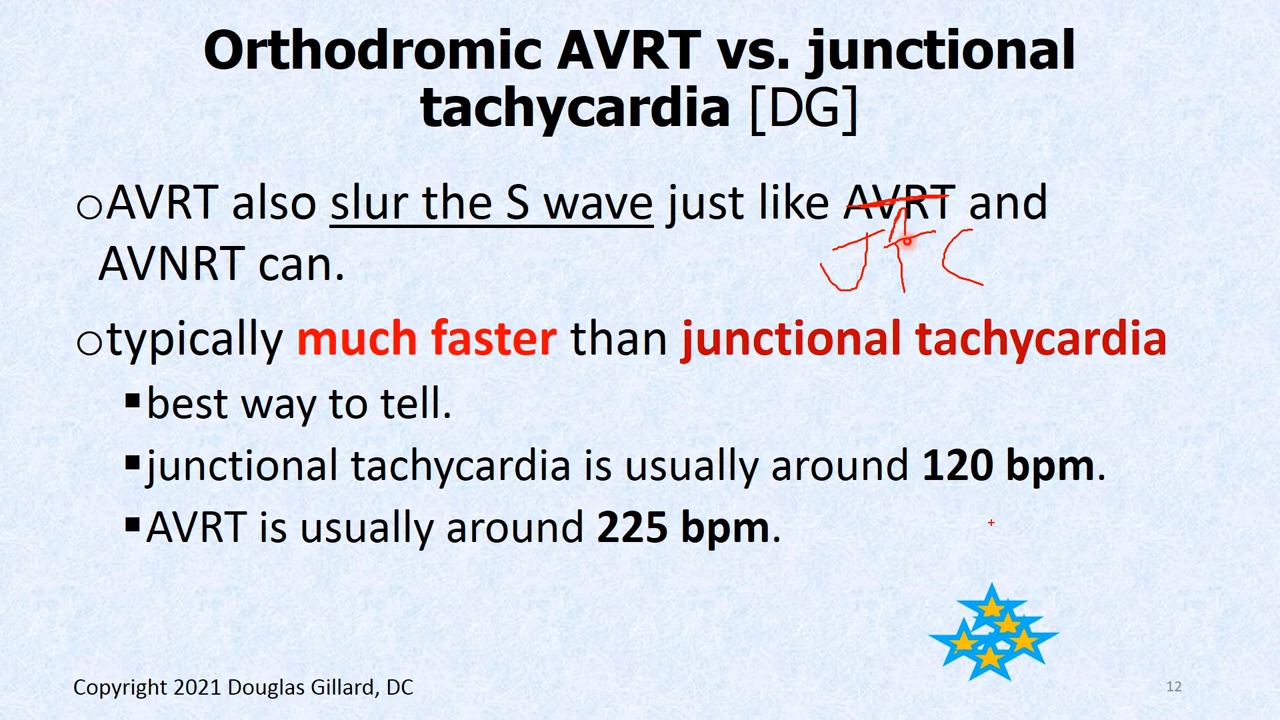 Orthodromic AVRT vs. junctional
tachycardia [DG]
AVRT also slur the S wave just like AVRT and
JTC
AVNRT can.
typically much faster than junctional tachycardia
best way to tell.
junctional tachycardia is usually around 120 bpm.
AVRT is usually around 225 bpm.
Copyright 2021 Douglas Gillard, DC
12